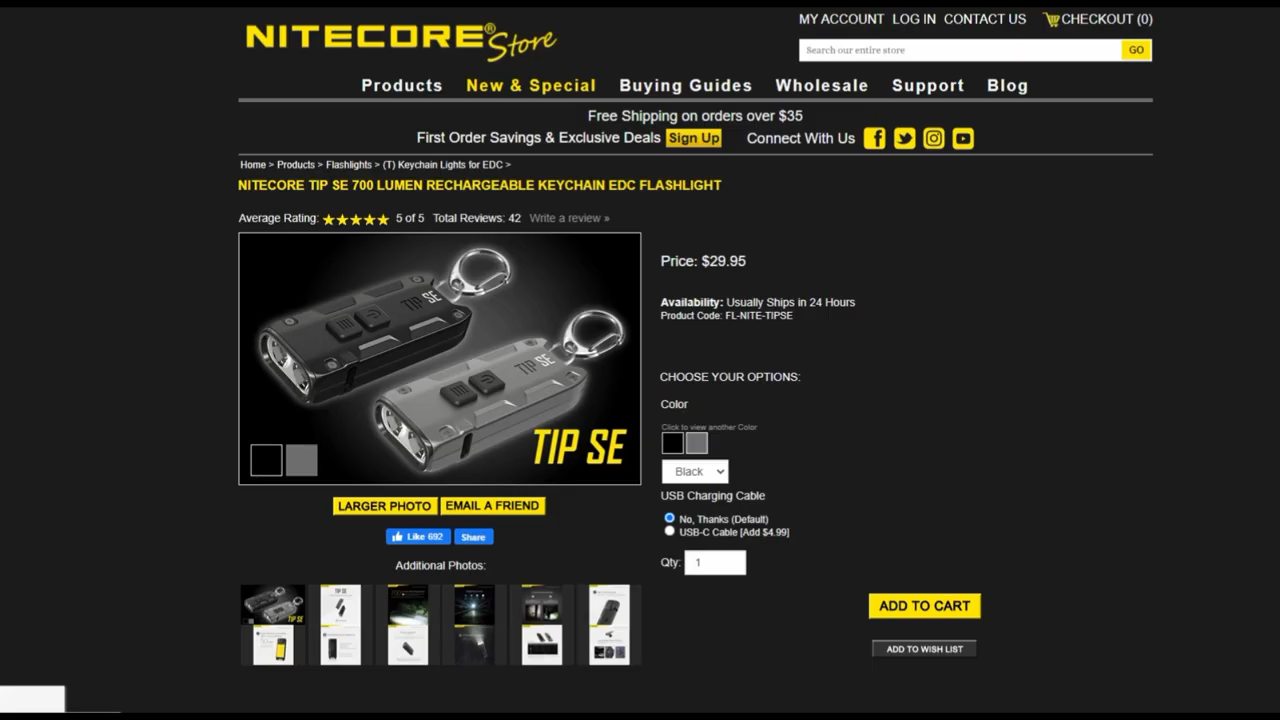 NITECORE® Store
MY ACCOUNT LOG IN CONTACT US CHECKOUT (0)
Search our entire store GO
Products New & Special Buying Guides Wholesale Support Blog
Free Shipping on orders over $35
First Order Savings & Exclusive Deals Sign Up Connect With Us
Home > Products > Flashlights > (T) Keychain Lights for EDC >
NITECORE TIP SE 700 LUMEN RECHARGEABLE KEYCHAIN EDC FLASHLIGHT
Average Rating: 5 of 5 Total Reviews: 42 Write a review »
TIP SE
TIP SE
TIP SE
LARGER PHOTO EMAIL A FRIEND
Like 692 Share
Additional Photos:
TIP SE
TIP SE
Price: $29.95
Availability: Usually Ships in 24 Hours
Product Code: FL-NITE-TIPSE
CHOOSE YOUR OPTIONS:
Color
Click to view another Color
Black
USB Charging Cable
No, Thanks (Default)
USB-C Cable [Add $4.99]
Qty: 1
ADD TO CART
ADD TO WISH LIST